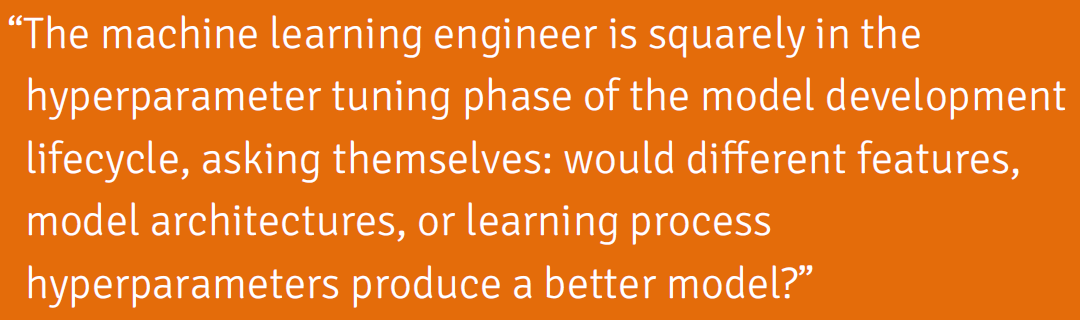 “The machine learning engineer is squarely in the
hyperparameter tuning phase of the model development
lifecycle, asking themselves: would different features,
model architectures, or learning process
hyperparameters produce a better model?”